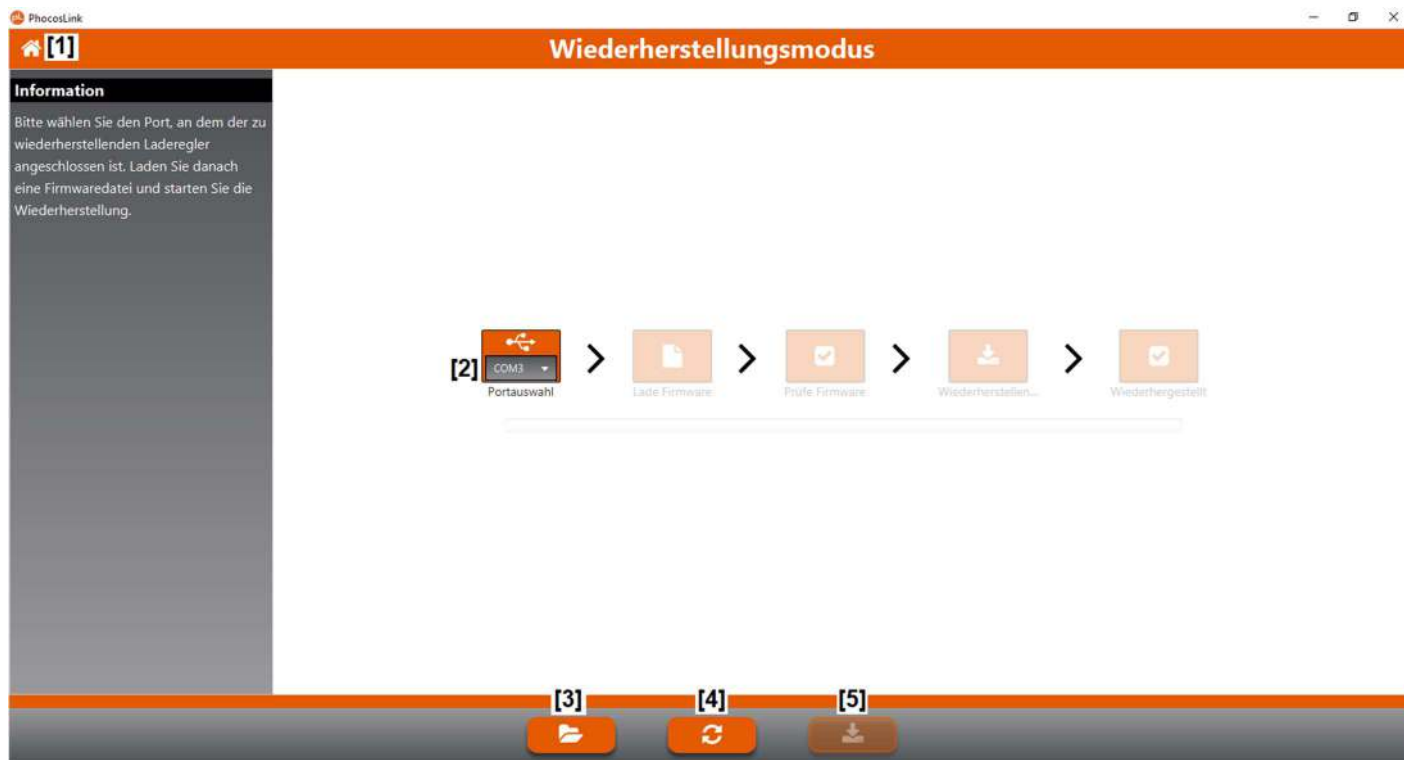 PhocosLink
[1]
Wiederherstellungsmodus
Information
Bitte wählen Sie den Port, an dem der zu
wiederherstellenden Laderegler
angeschlossen ist. Laden Sie danach
eine Firmwaredatei und starten Sie die
Wiederherstellung.
[2]
COM3
Portauswahl
Lade Firmware
Prüfe Firmware
Wiederherstellen...
Wiederhergestellt
[3]
[4]
[5]